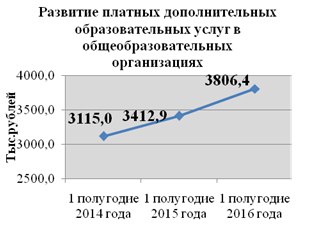 Развитие платных дополнительных
образовательных услуг в
общеобразовательных
организациях
Тыс.рублей
4000,0
3500,0
3000,0
2500,0
3115,0
3412,9
3806,4
1 полугодие
2014 года
1 полугодие
2015 года
1 полугодие
2016 года